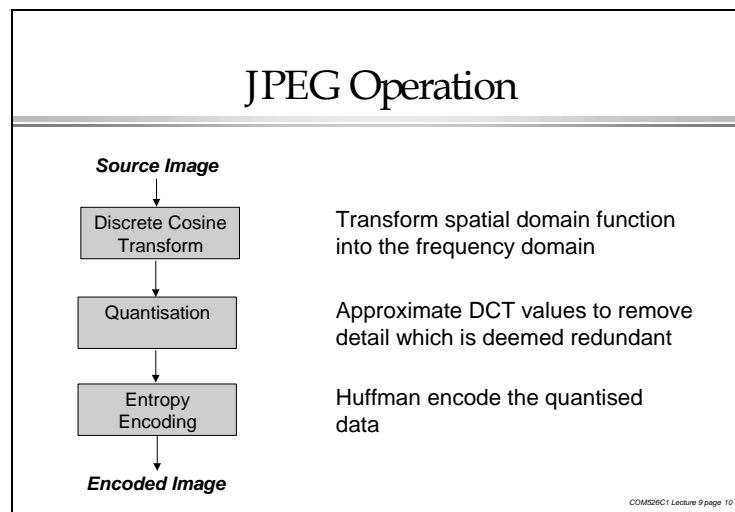 JPEG Operation
Source Image
Discrete Cosine
Transform
Transform spatial domain function
into the frequency domain
Quantisation
Approximate DCT values to remove
detail which is deemed redundant
Entropy
Encoding
Huffman encode the quantised
data
Encoded Image
COM526C1 Lecture 9 page 10